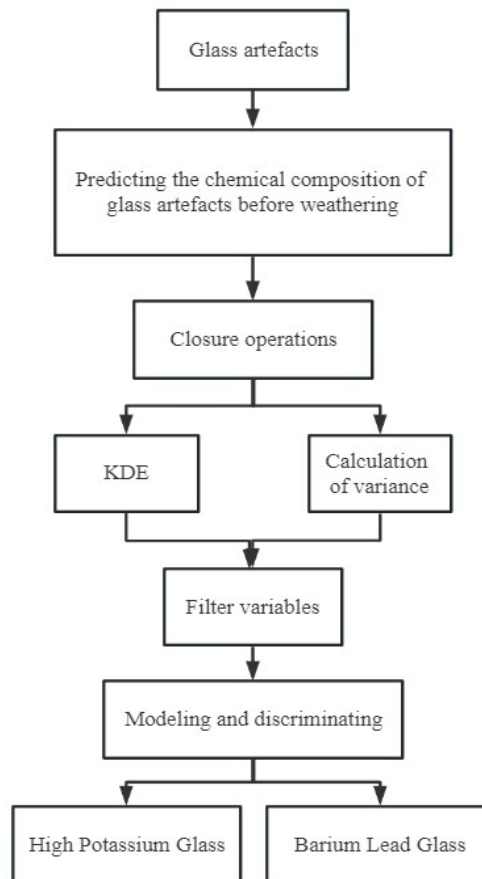 Glass artefacts
Predicting the chemical composition of
glass artefacts before weathering
Closure operations
KDE
Calculation
of variance
Filter variables
Modeling and discriminating
High Potassium Glass
Barium Lead Glass